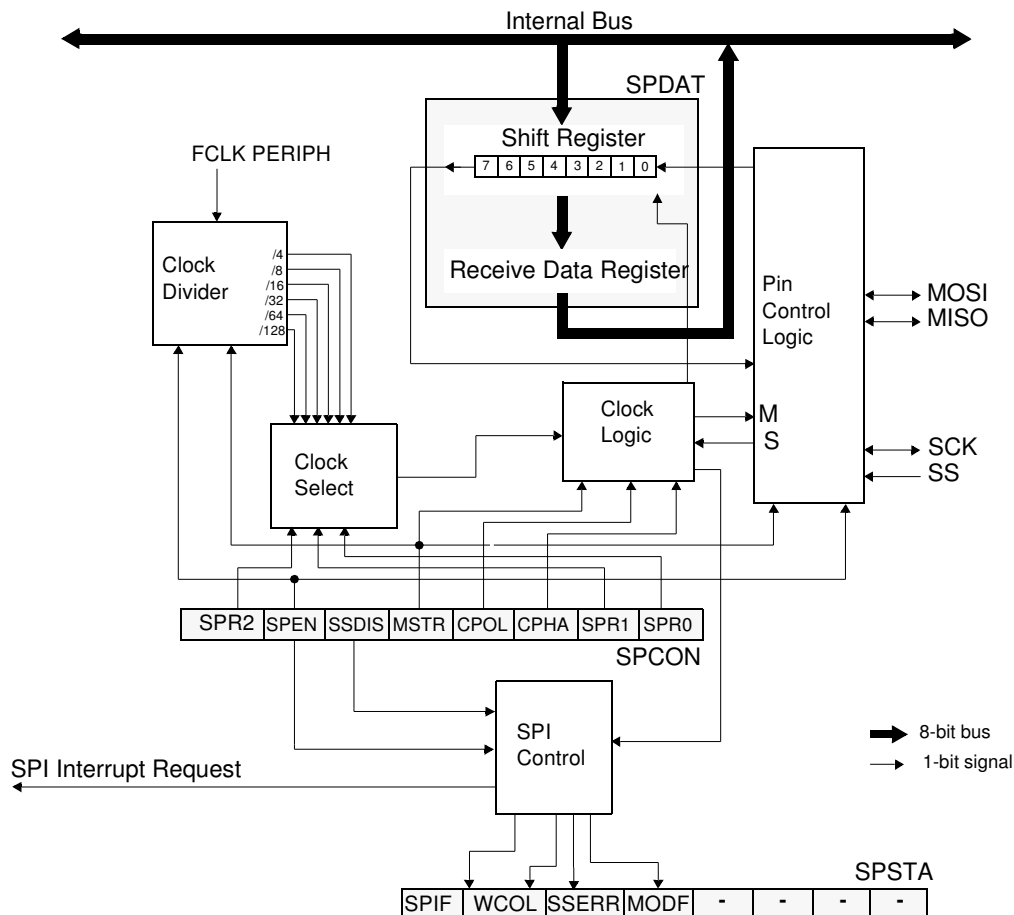 Internal Bus
SPDAT
Shift Register
7 6 5 4 3 2 1 0
FCLK PERIPH
Clock
Divider
/4
/8
/16
/32
/64
/128
Receive Data Register
Pin
Control
Logic
MOSI
MISO
Clock
Logic
M
S
SCK
SS
Clock
Select
SPR2 SPEN SSDIS MSTR CPOL CPHA SPR1 SPR0
SPCON
SPI
Control
8-bit bus
1-bit signal
SPI Interrupt Request
SPSTA
SPIF WCOL SSERR MODF - - - -